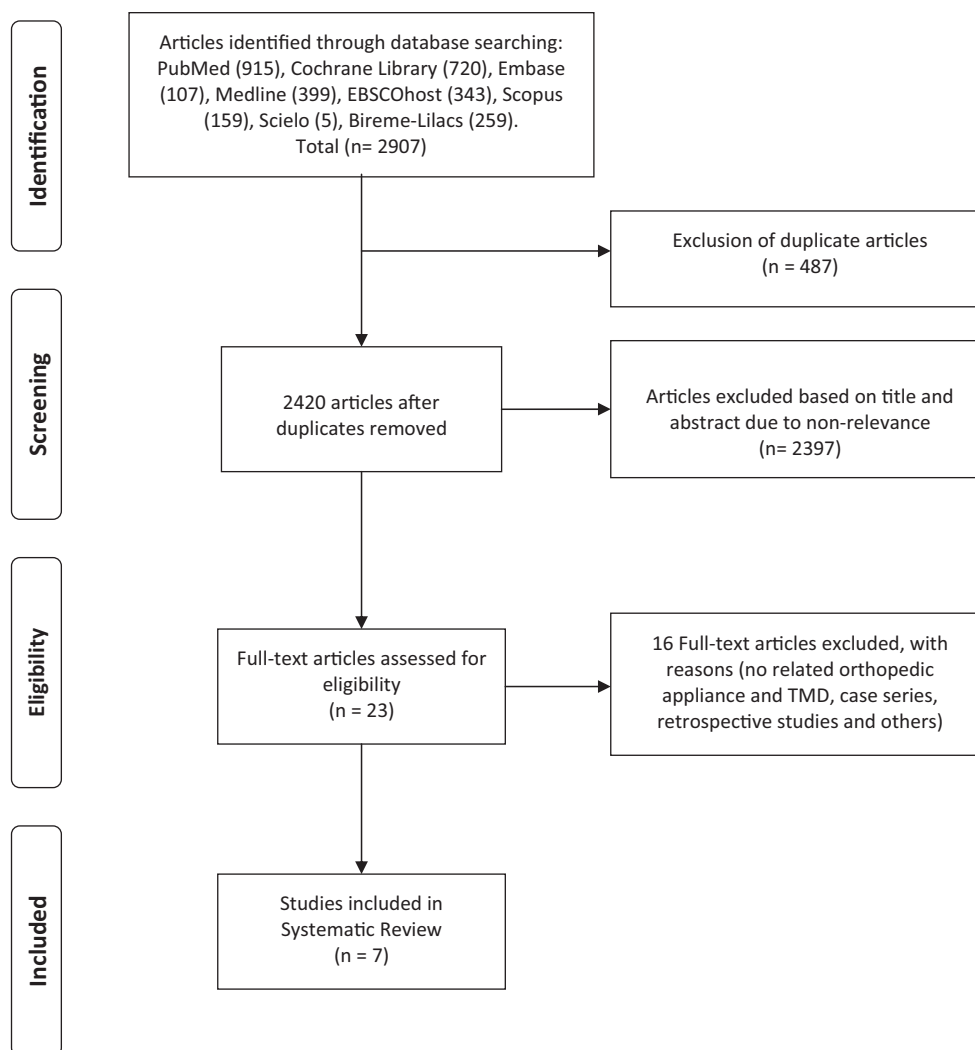 Identification
Articles identified through database searching:
PubMed (915), Cochrane Library (720), Embase
(107), Medline (399), EBSCOhost (343), Scopus
(159), Scielo (5), Bireme-Lilacs (259).
Total (n= 2907)
Exclusion of duplicate articles
(n = 487)
Screening
2420 articles after
duplicates removed
Articles excluded based on title and
abstract due to non-relevance
(n= 2397)
Eligibility
Full-text articles assessed for
eligibility
(n = 23)
16 Full-text articles excluded, with
reasons (no related orthopedic
appliance and TMD, case series,
retrospective studies and others)
Included
Studies included in
Systematic Review
(n = 7)